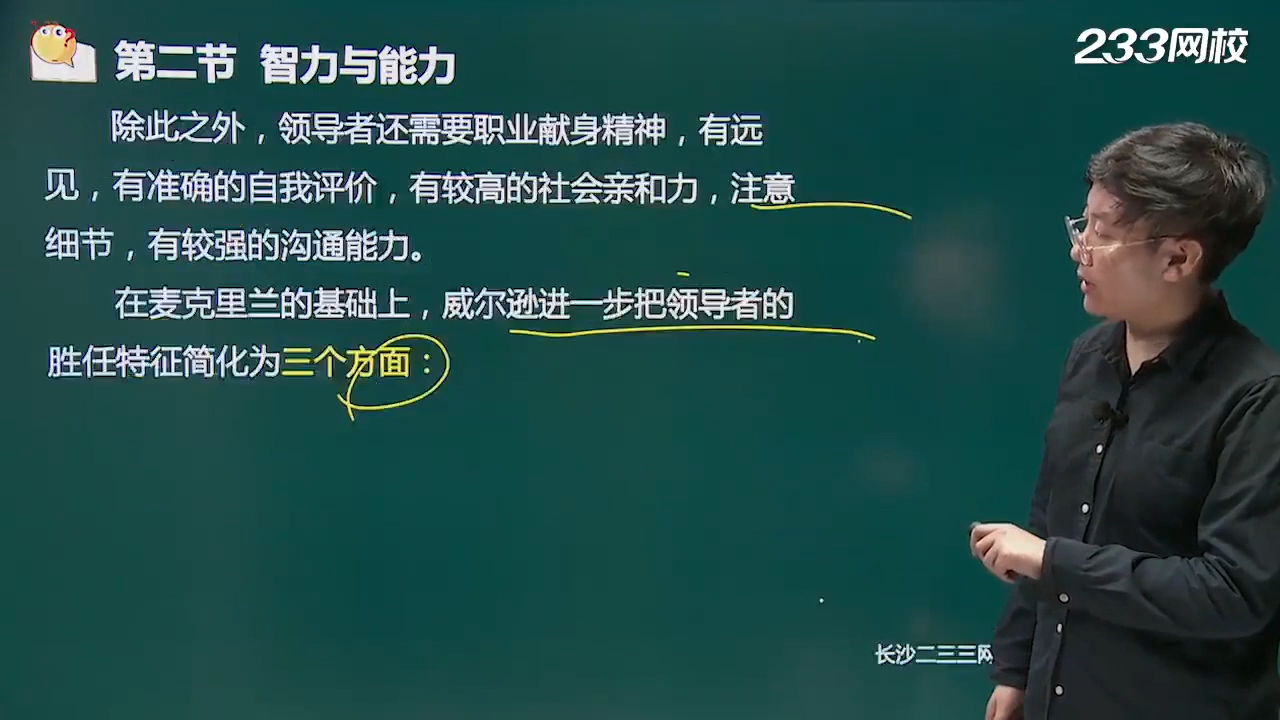 233网校
第二节 智力与能力
除此之外，领导者还需要职业献身精神，有远
见，有准确的自我评价，有较高的社会亲和力，注意
细节，有较强的沟通能力。
在麦克里兰的基础上，威尔逊进一步把领导者的
胜任特征简化为三个方面：
长沙二三三网